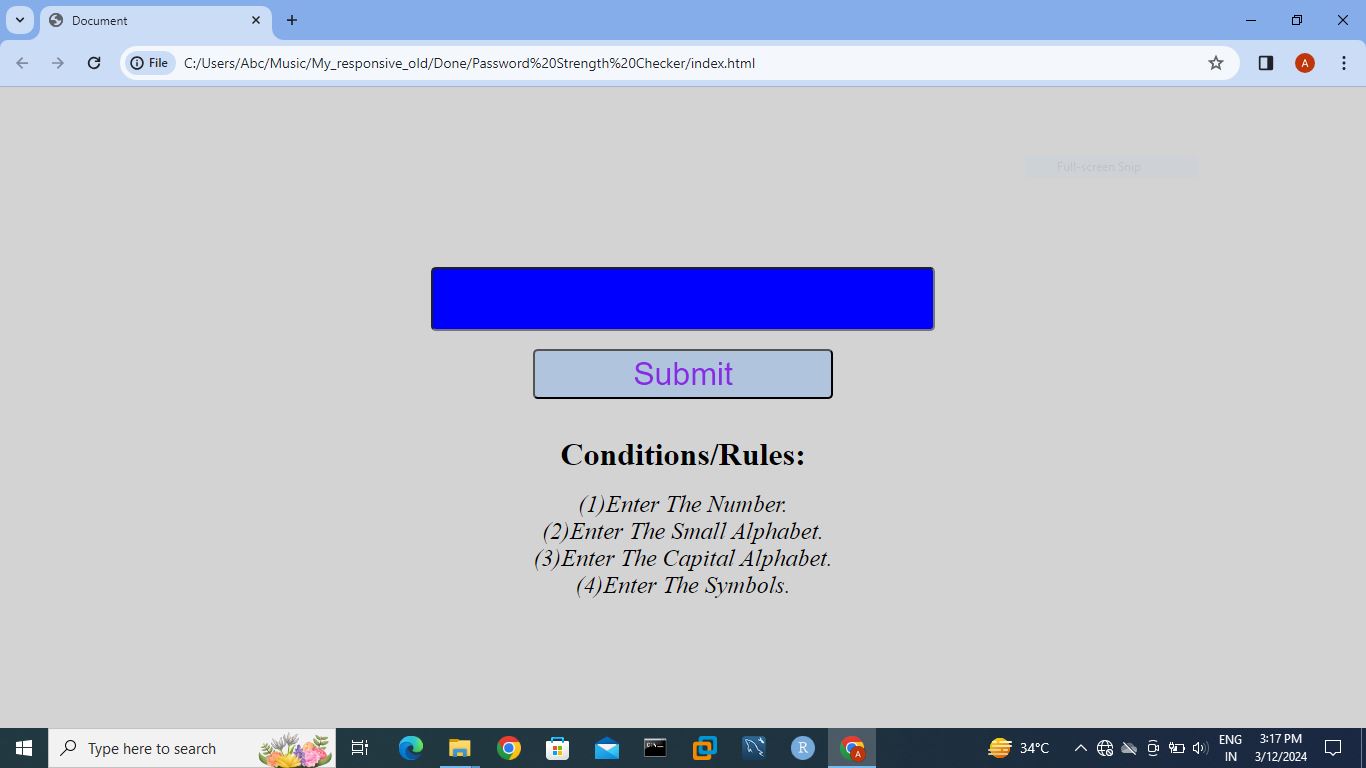 Document
File
C:/Users/Abc/Music/My_responsive_old/Done/Password%20Strength%20Checker/index.html
A
Full-screen Snip
Submit
Conditions/Rules:
(1)Enter The Number.
(2)Enter The Small Alphabet.
(3)Enter The Capital Alphabet.
(4)Enter The Symbols.
Type here to search
R
A
34°C
ENG
IN
3:17 PM
3/12/2024